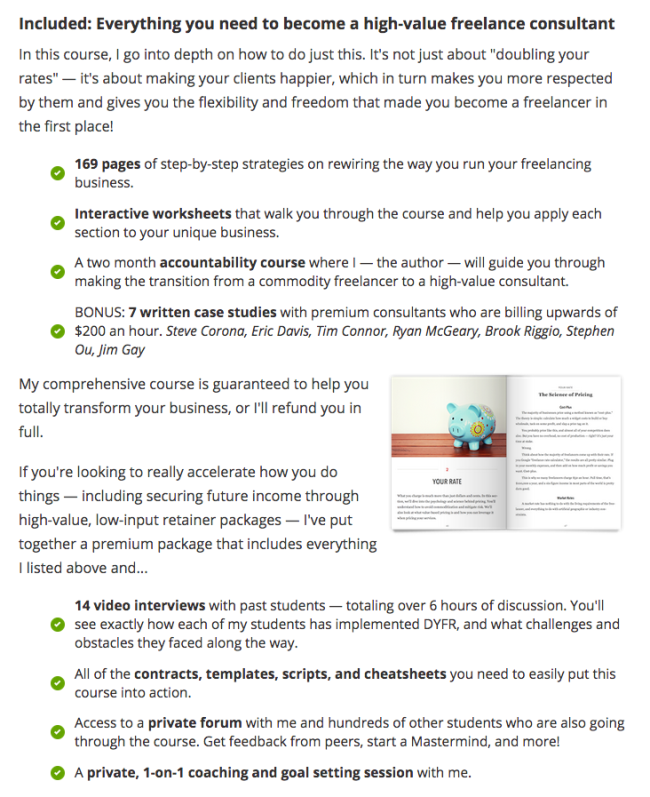 Included: Everything you need to become a high-value freelance consultant
In this course, I go into depth on how to do just this. It's not just about "doubling your
rates" — it's about making your clients happier, which in turn makes you more respected
by them and gives you the flexibility and freedom that made you become a freelancer in
the first place!
169 pages of step-by-step strategies on rewiring the way you run your freelancing
business.
Interactive worksheets that walk you through the course and help you apply each
section to your unique business.
A two month accountability course where I — the author — will guide you through
making the transition from a commodity freelancer to a high-value consultant.
BONUS: 7 written case studies with premium consultants who are billing upwards of
$200 an hour. Steve Corona, Eric Davis, Tim Connor, Ryan McGeary, Brook Riggio, Stephen
Ou, Jim Gay
My comprehensive course is guaranteed to help you
totally transform your business, or I'll refund you in
full.
If you're looking to really accelerate how you do
things — including securing future income through
high-value, low-input retainer packages — I've put
together a premium package that includes everything
I listed above and...
YOUR RATE
The Science of Pricing
Cost-Plus
Market Rates
14 video interviews with past students — totaling over 6 hours of discussion. You'll
see exactly how each of my students has implemented DYFR, and what challenges and
obstacles they faced along the way.
All of the contracts, templates, scripts, and cheatsheets you need to easily put this
course into action.
Access to a private forum with me and hundreds of other students who are also going
through the course. Get feedback from peers, start a Mastermind, and more!
A private, 1-on-1 coaching and goal setting session with me.